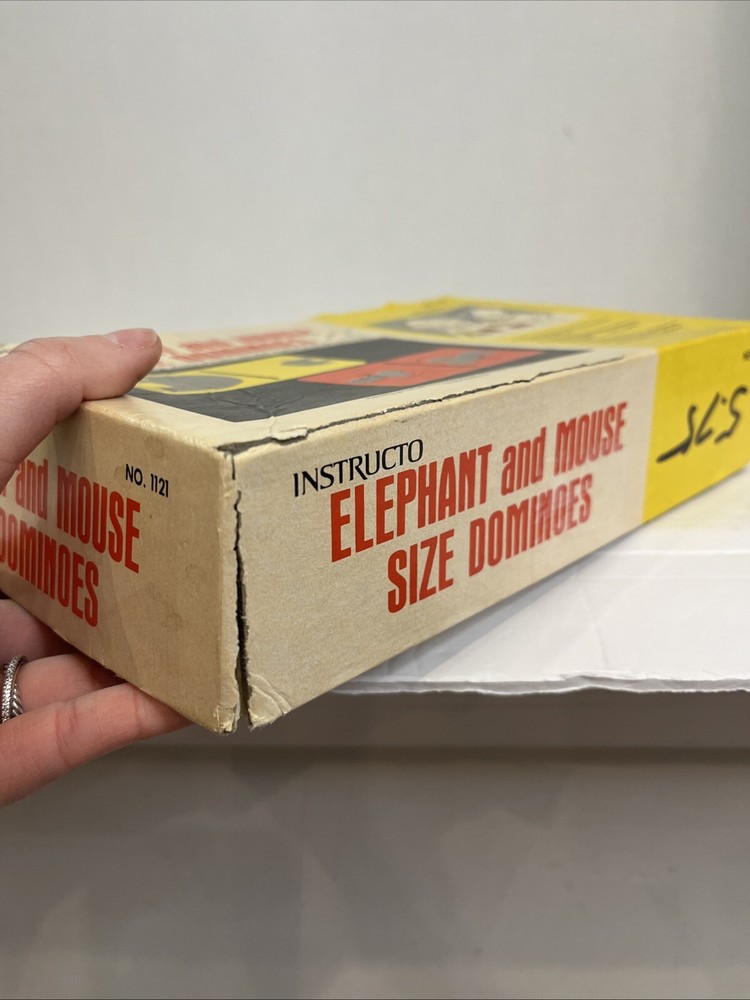 NO. 1121
and MOUSE
DOMINOES
INSTRUCTO
ELEPHANT and MOUSE
SIZE DOMINOES